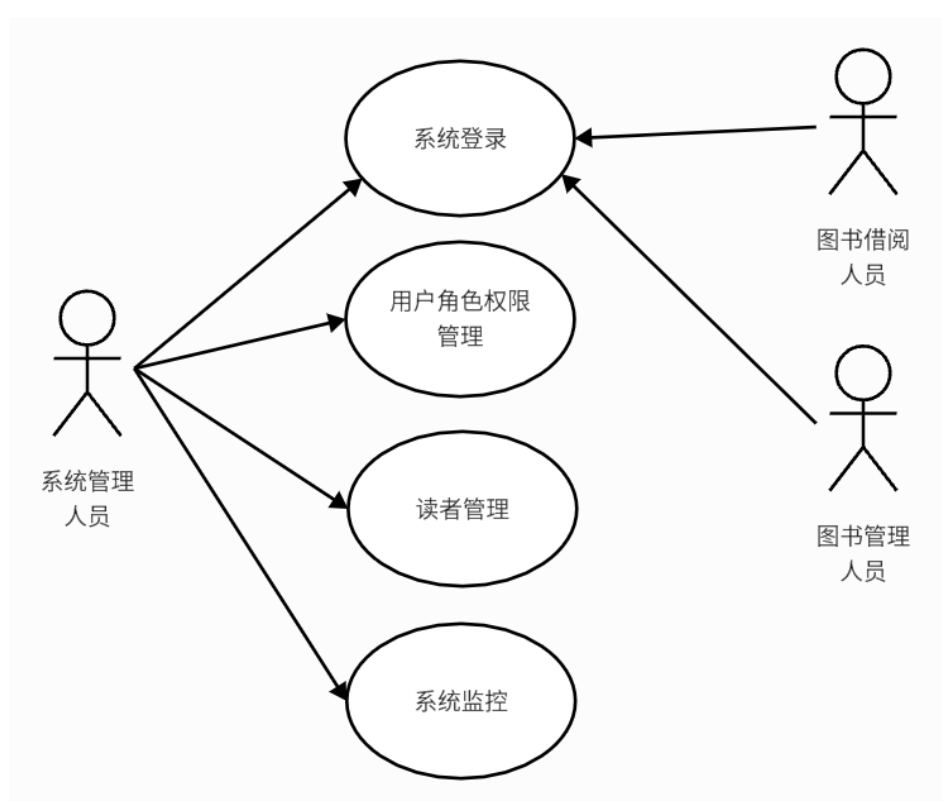 系统登录
图书借阅
人员
用户角色权限
管理
系统管理
人员
读者管理
图书管理
人员
系统监控